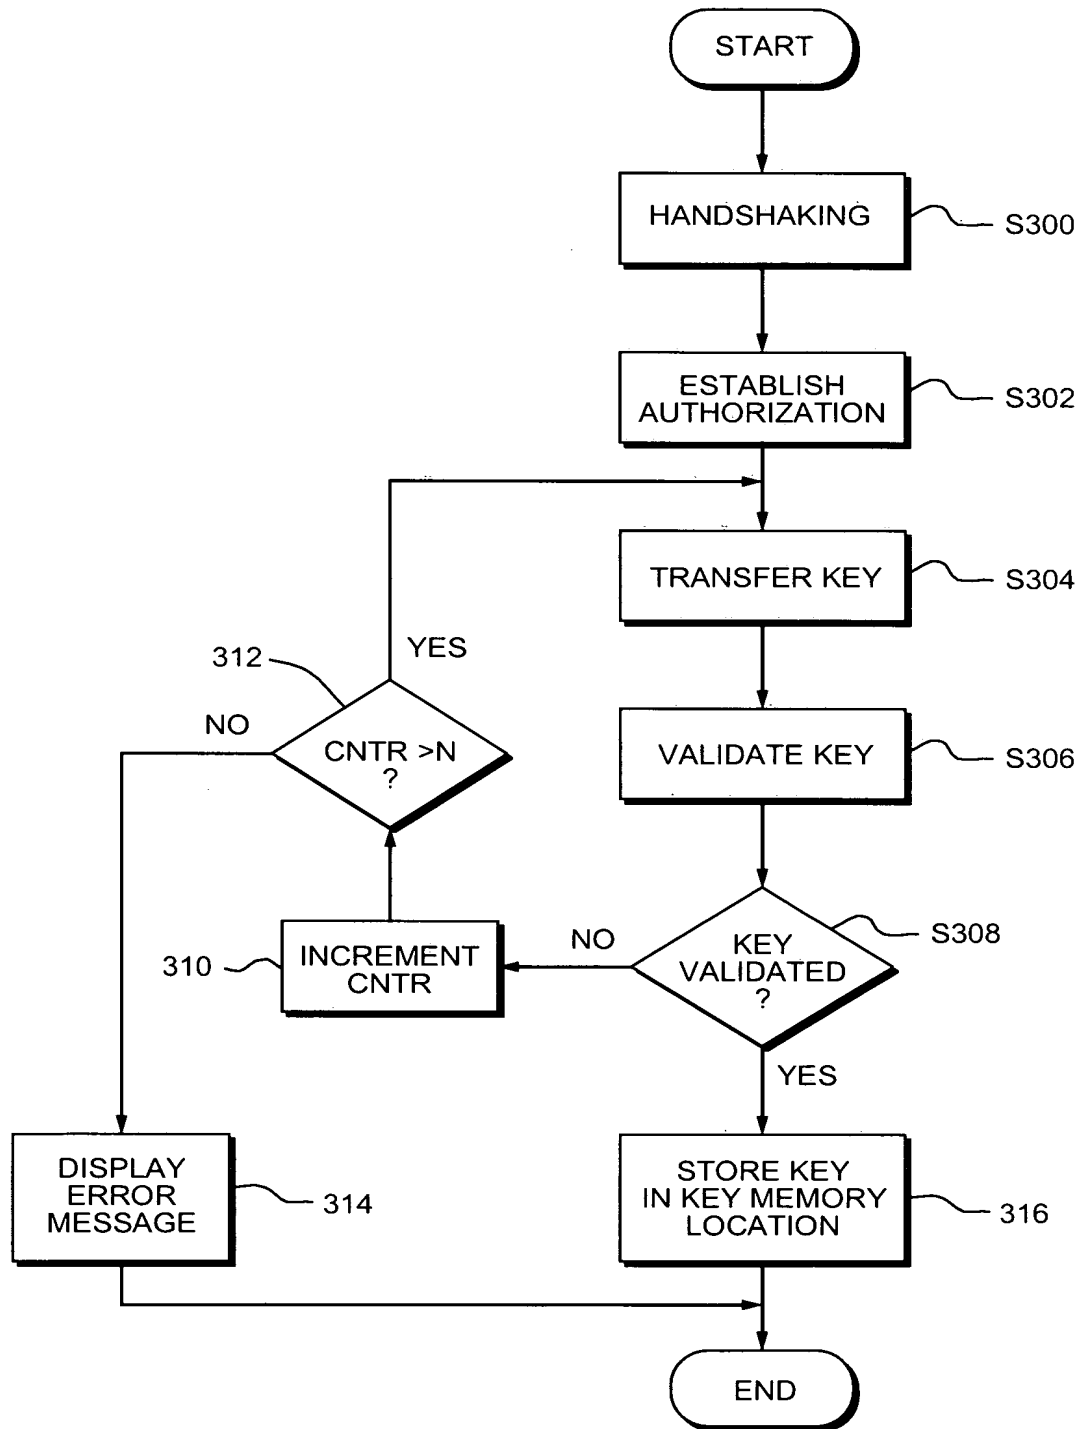 START
HANDSHAKING
S300
ESTABLISH
AUTHORIZATION
S302
TRANSFER KEY
S304
YES
312
NO
CNTR >N
?
VALIDATE KEY
S306
310
INCREMENT
CNTR
NO
KEY
VALIDATED
?
S308
YES
DISPLAY
ERROR
MESSAGE
314
STORE KEY
IN KEY MEMORY
LOCATION
316
END